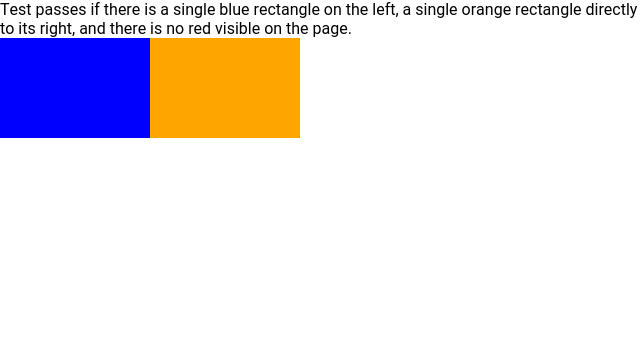 Test passes if there is a single blue rectangle on the left, a single orange rectangle directly
to its right, and there is no red visible on the page.